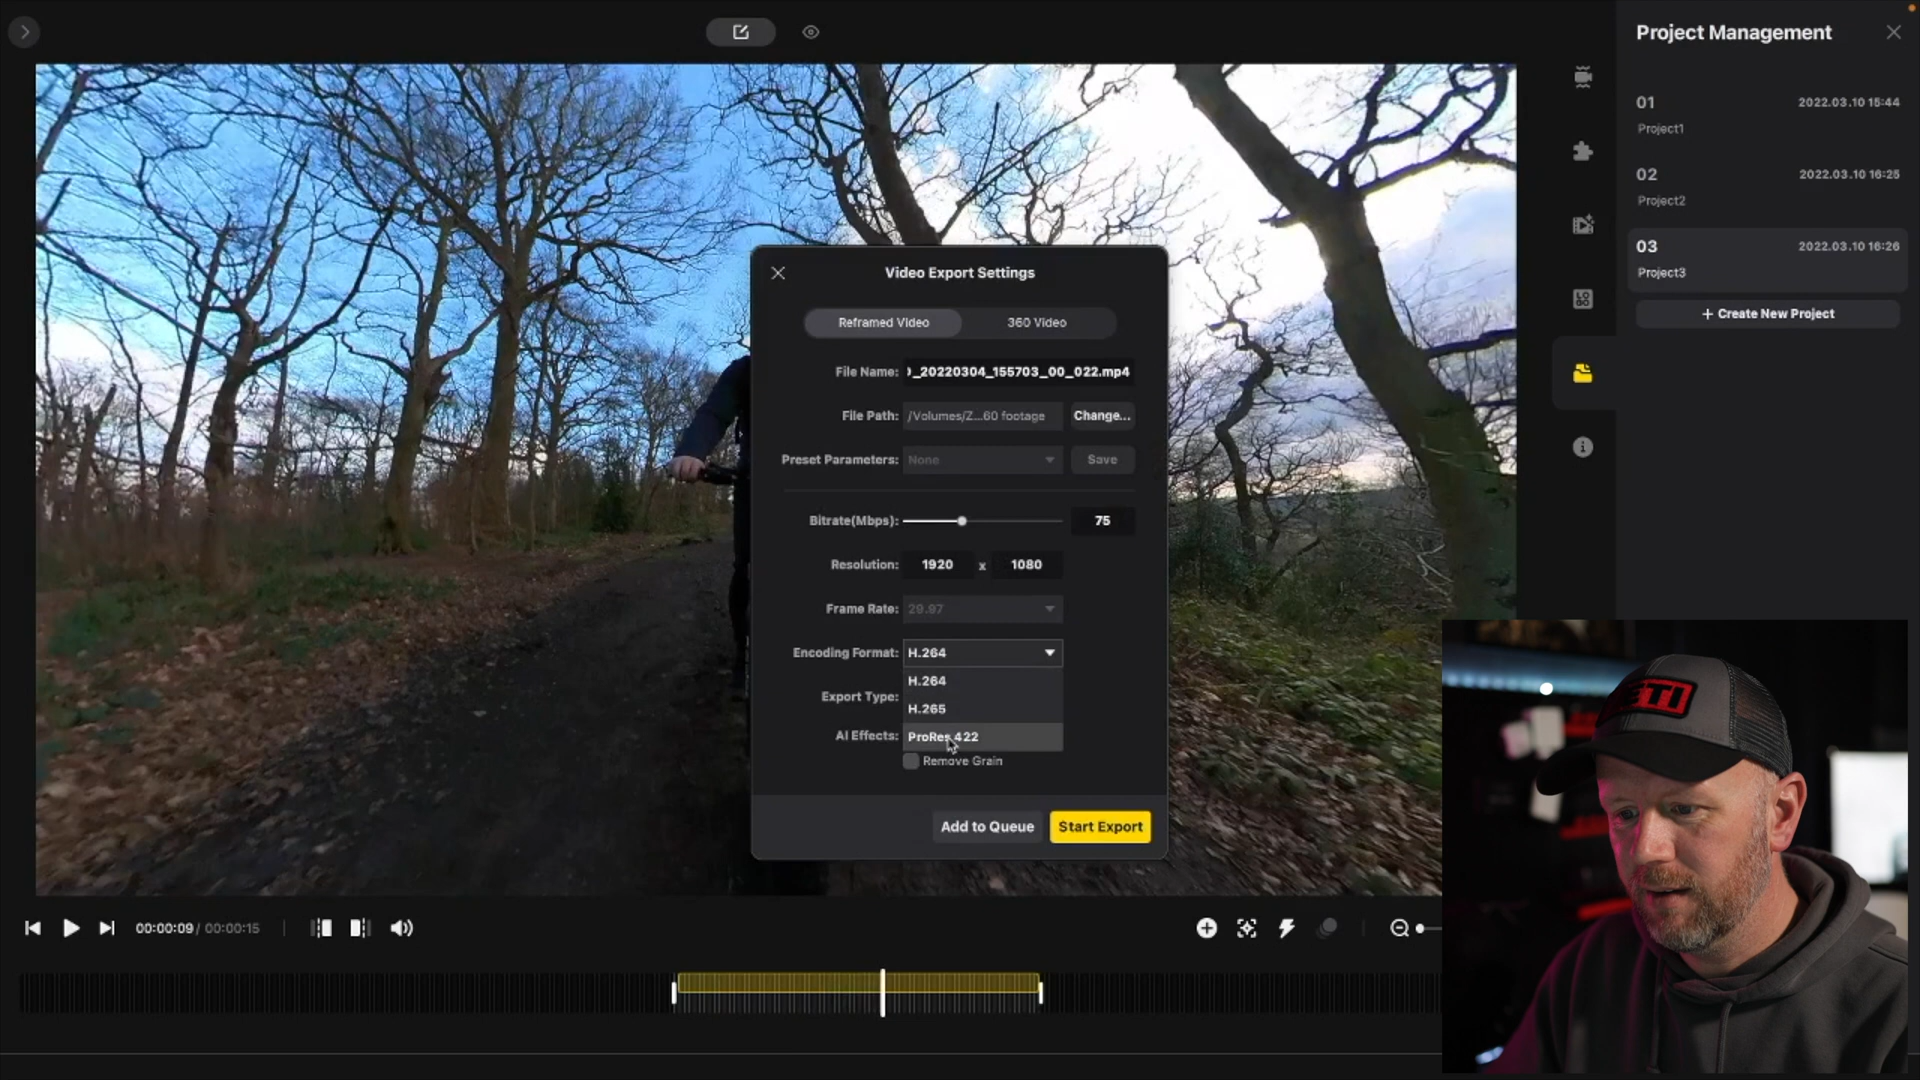 Project Management
01
2022.03.10 15:44
Project1
02
2022.03.10 16:25
Project2
03
2022.03.10 16:26
Project3
+ Create New Project
Video Export Settings
Reframed Video
360 Video
File Name:
_20220304_155703_00_022.mp4
File Path:
/Volumes/Z...60 footage
Change...
Preset Parameters:
None
Save
Bitrate(Mbps):
75
Resolution:
1920 x 1080
Frame Rate:
29.97
Encoding Format:
H.264
H.264
Export Type:
H.265
AI Effects:
ProRes 422
Remove Grain
Add to Queue
Start Export
00:00:09 / 00:00:15